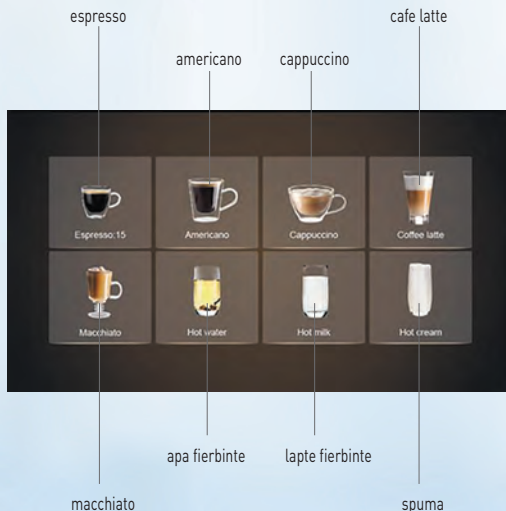 espresso
cafe latte
americano
cappuccino
Espresso:15
Americano
Cappuccino
Coffee latte
Macchiato
Hot water
Hot milk
Hot cream
apa fierbinte
lapte fierbinte
macchiato
spuma